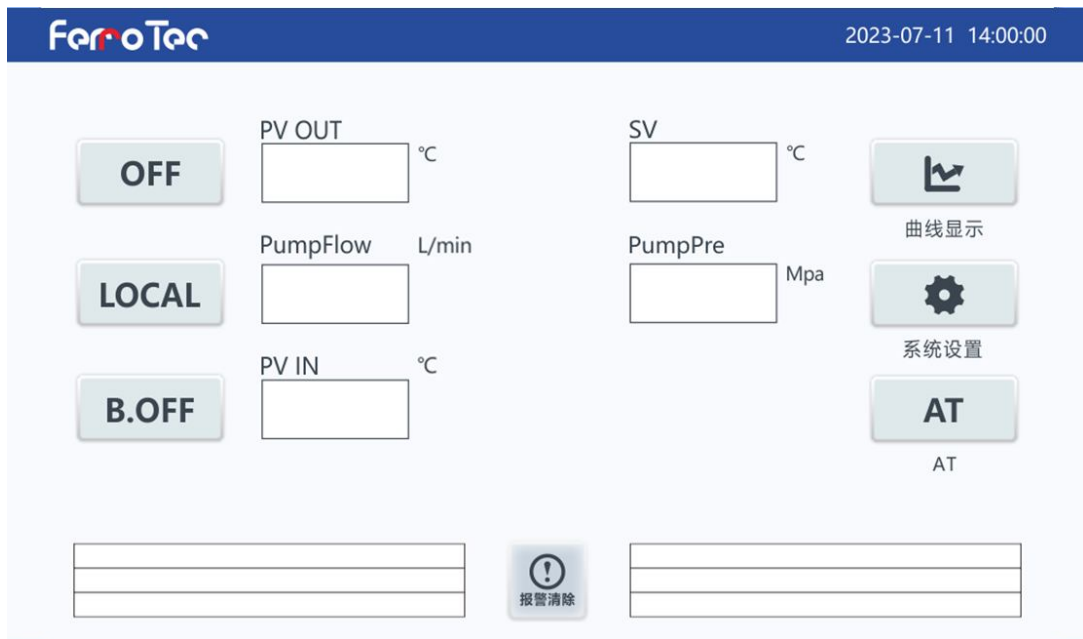 FerroTec 2023-07-11 14:00:00
PV OUT
℃
SV
℃
OFF
曲线显示
PumpFlow L/min
PumpPre
Mpa
LOCAL
系统设置
PV IN ℃
B.OFF
AT
AT
报警清除